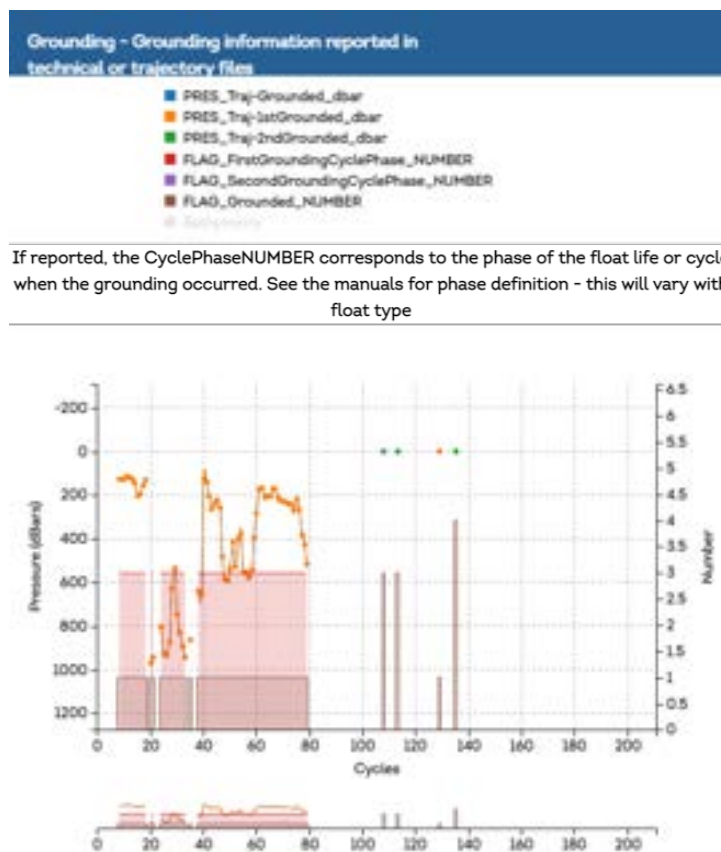 Grounding - Grounding information reported in
technical or trajectory files
PRES_Traj-Grounded_dbar
PRES_Traj-1stGrounded_dbar
PRES_Traj-2ndGrounded_dbar
FLAG_FirstGroundingCyclePhase_NUMBER
FLAG_SecondGroundingCyclePhase_NUMBER
FLAG_Grounded_NUMBER
If reported, the CyclePhaseNUMBER corresponds to the phase of the float life or cycle
when the grounding occurred. See the manuals for phase definition - this will vary with
float type
-200
0
200
400
600
800
1000
1200
Pressure (dBars)
6.5
6
5.5
5
4.5
4
3.5
3
2.5
2
1.5
1
0.5
0
Number
0 20 40 60 80 100 120 140 160 180 200
Cycles
0 20 40 60 80 100 120 140 160 180 200